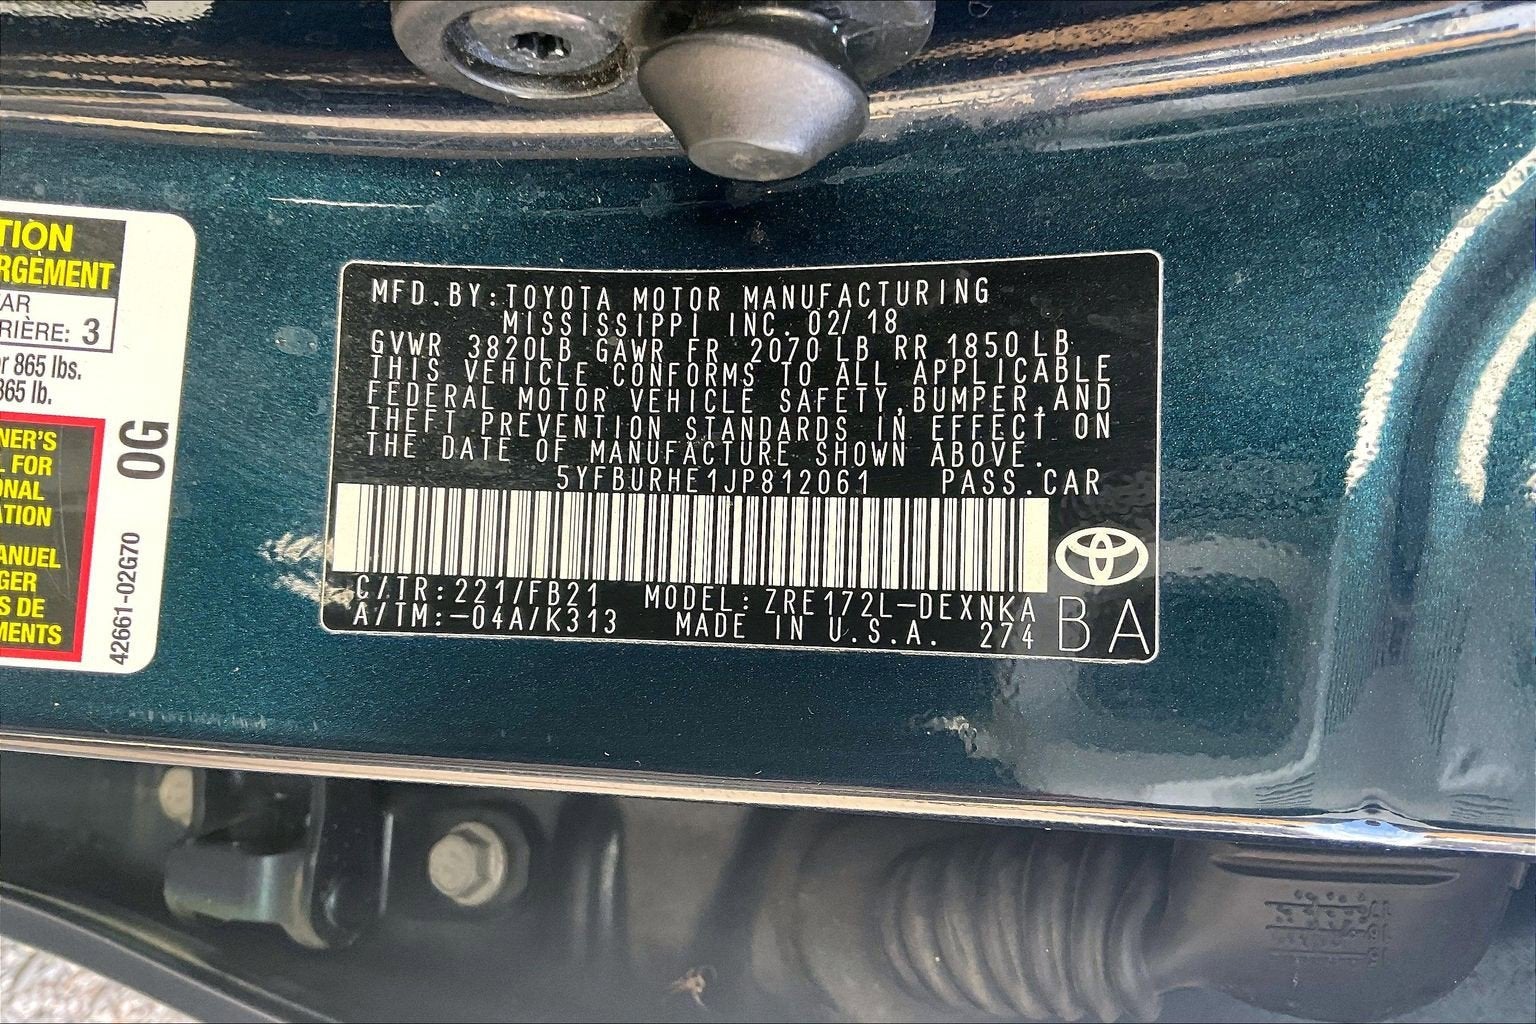 TION
RGEMENT
AR
RIÈRE: 3
865 lbs.
865 lb.
NER'S
FOR
ONAL
ATION
ANUEL
GER
S DE
MENTS
0G
42661-02G70
MFD.BY:TOYOTA MOTOR MANUFACTURING
MISSISSIPPI INC. 02/18
GVWR 3820LB GAWR FR 2070 LB RR 1850 LB
THIS VEHICLE CONFORMS TO ALL APPLICABLE
FEDERAL MOTOR VEHICLE SAFETY,BUMPER,AND
THEFT PREVENTION STANDARDS IN EFFECT ON
THE DATE OF MANUFACTURE SHOWN ABOVE.
5YFBURHE1JP812061 PASS.CAR
C/TR:221/FB21 MODEL:ZRE172L-DEXNKA
A/TM:-04A/K313 MADE IN U.S.A. 274
BA